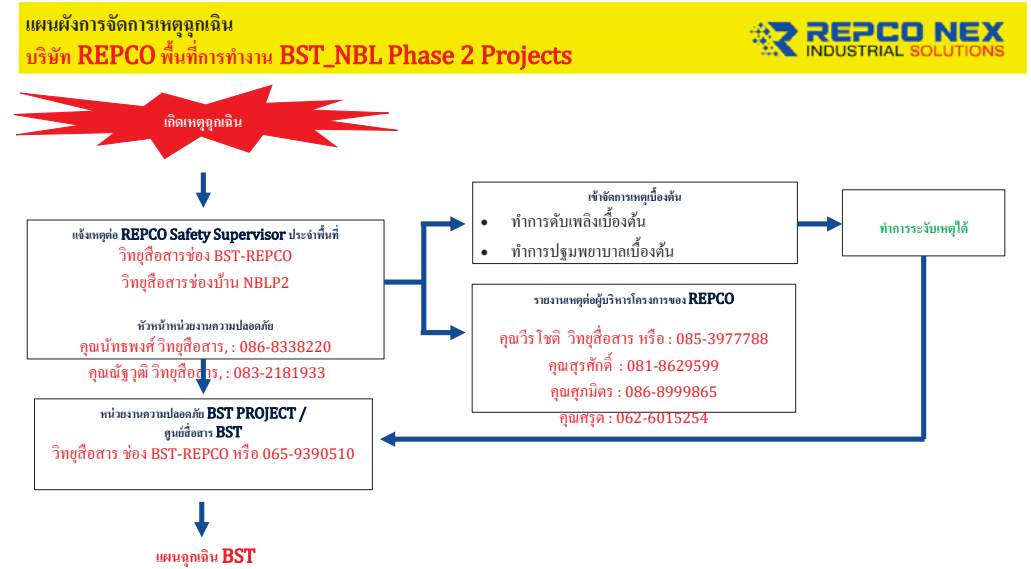 แผนผังการจัดการเหตุฉุกเฉิน
บริษัท REPCO พื้นที่การทำงาน BST_NBL Phase 2 Projects
REPCO NEX
INDUSTRIAL SOLUTIONS
เกิดเหตุฉุกเฉิน
แจ้งเหตุต่อ REPCO Safety Supervisor ประจำพื้นที่
วิทยุสื่อสารช่อง BST-REPCO
วิทยุสื่อสารช่องบ้าน NBLP2
หัวหน้าหน่วยงานความปลอดภัย
คุณนัทธพงศ์ วิทยุสื่อสาร, : 086-8338220
คุณณัฐวุฒิ วิทยุสื่อสาร, : 083-2181933
เข้าจัดการเหตุเบื้องต้น
• ทำการดับเพลิงเบื้องต้น
• ทำการปฐมพยาบาลเบื้องต้น
ทำการระงับเหตุได้
รายงานเหตุต่อผู้บริหารโครงการของ REPCO
คุณวีรโชติ วิทยุสื่อสาร หรือ : 085-3977788
คุณสุรศักดิ์ : 081-8629599
คุณศุภมิตร : 086-8999865
คุณศรุต : 062-6015254
หน่วยงานความปลอดภัย BST PROJECT /
ศูนย์สื่อสาร BST
วิทยุสื่อสาร ช่อง BST-REPCO หรือ 065-9390510
แผนฉุกเฉิน BST